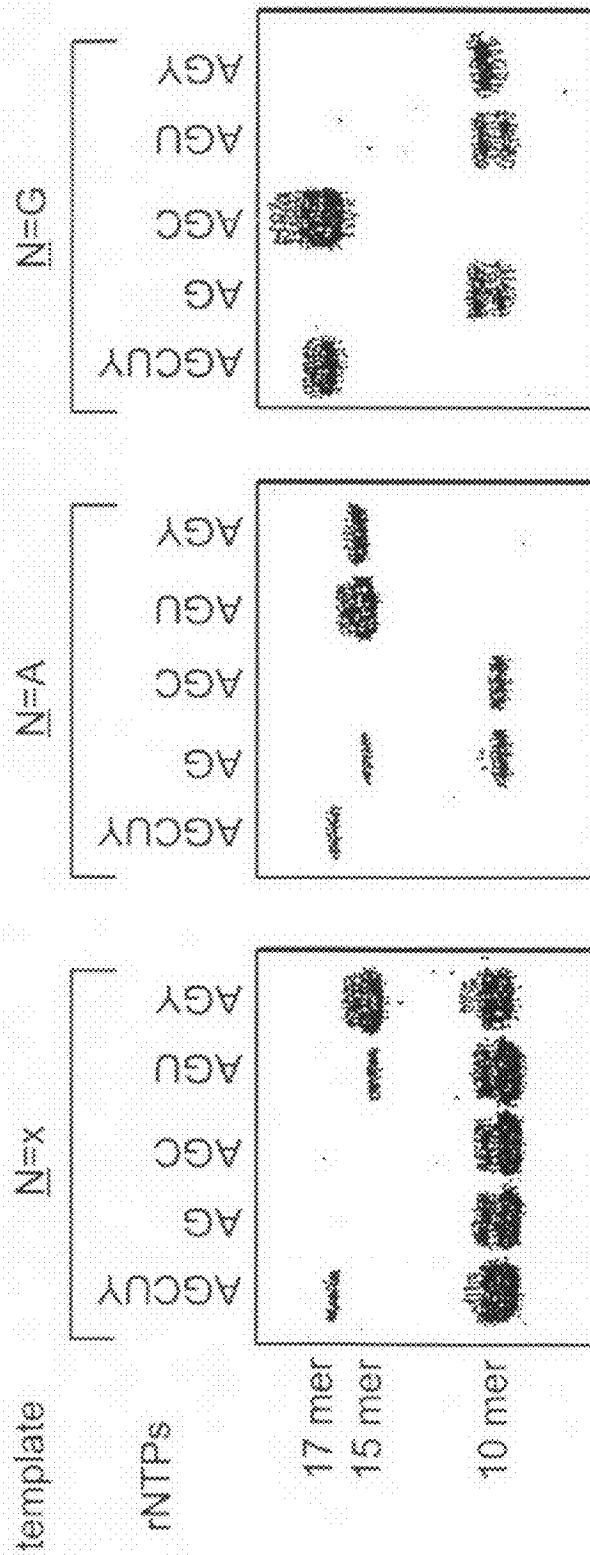 template N=x N=A N=G
rNTPs AGCUY AG AGC AGU AGY AGCUY AG AGC AGU AGY AGCUY AG AGC AGU AGY
17 mer
15 mer
10 mer